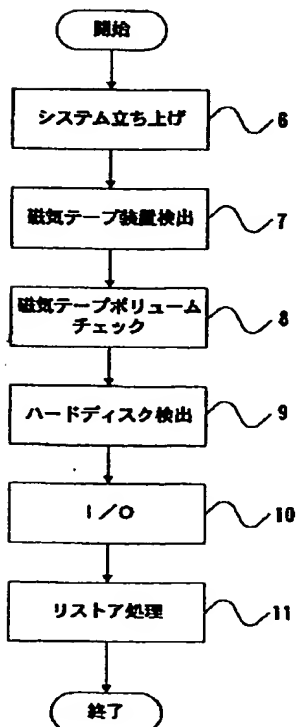 開始
システム立ち上げ
6
磁気テープ装置検出
7
磁気テープボリューム
チェック
8
ハードディスク検出
9
I/O
10
リストア処理
11
終了